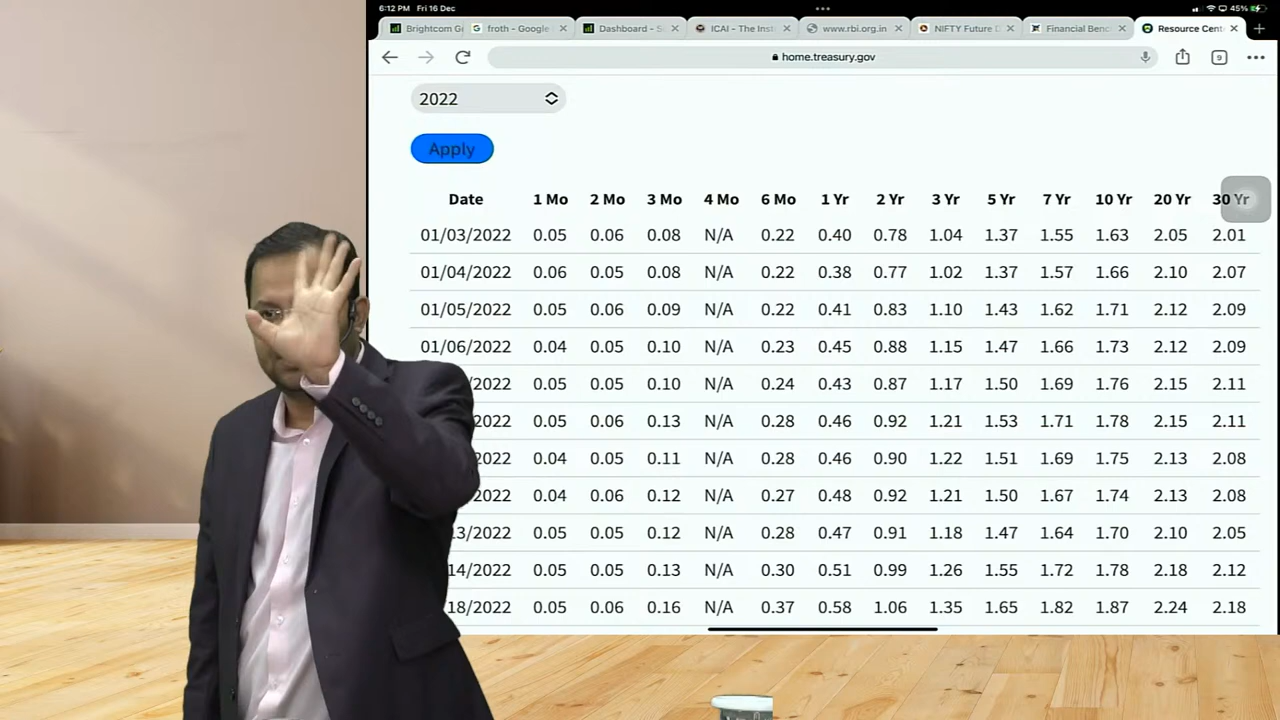 6:12 PM Fri 16 Dec
45%
Brightcom G
froth - Google
Dashboard - S
ICAI - The Inst
www.rbi.org.in
NIFTY Future D
Financial Benc
Resource Cent
home.treasury.gov
9
2022
Apply
Date 1 Mo 2 Mo 3 Mo 4 Mo 6 Mo 1 Yr 2 Yr 3 Yr 5 Yr 7 Yr 10 Yr 20 Yr 30 Yr
01/03/2022 0.05 0.06 0.08 N/A 0.22 0.40 0.78 1.04 1.37 1.55 1.63 2.05 2.01
01/04/2022 0.06 0.05 0.08 N/A 0.22 0.38 0.77 1.02 1.37 1.57 1.66 2.10 2.07
01/05/2022 0.05 0.06 0.09 N/A 0.22 0.41 0.83 1.10 1.43 1.62 1.71 2.12 2.09
01/06/2022 0.04 0.05 0.10 N/A 0.23 0.45 0.88 1.15 1.47 1.66 1.73 2.12 2.09
/2022 0.05 0.05 0.10 N/A 0.24 0.43 0.87 1.17 1.50 1.69 1.76 2.15 2.11
/2022 0.05 0.06 0.13 N/A 0.28 0.46 0.92 1.21 1.53 1.71 1.78 2.15 2.11
/2022 0.04 0.05 0.11 N/A 0.28 0.46 0.90 1.22 1.51 1.69 1.75 2.13 2.08
/2022 0.04 0.06 0.12 N/A 0.27 0.48 0.92 1.21 1.50 1.67 1.74 2.13 2.08
13/2022 0.05 0.05 0.12 N/A 0.28 0.47 0.91 1.18 1.47 1.64 1.70 2.10 2.05
14/2022 0.05 0.05 0.13 N/A 0.30 0.51 0.99 1.26 1.55 1.72 1.78 2.18 2.12
18/2022 0.05 0.06 0.16 N/A 0.37 0.58 1.06 1.35 1.65 1.82 1.87 2.24 2.18